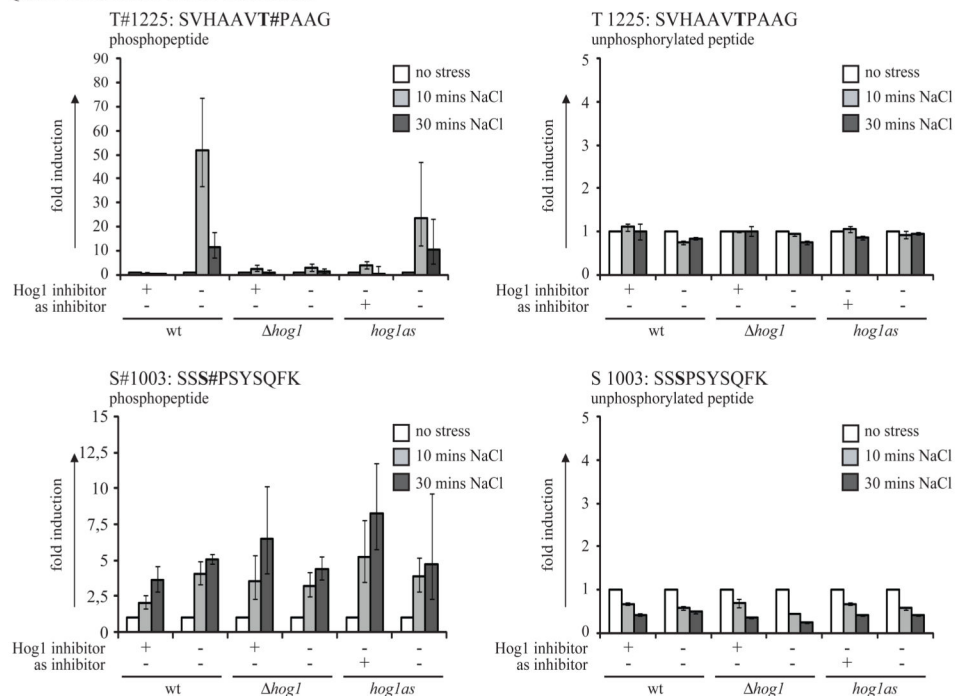 T#1225: SVHAAVT#PAAG
phosphopeptide
90
80
70
60
50
40
30
20
10
0
fold induction
no stress
10 mins NaCl
30 mins NaCl
Hog1 inhibitor + - + - - -
as inhibitor - - - - + -
wt Δhog1 hog1as
T 1225: SVHAAVTPAAG
unphosphorylated peptide
5
4
3
2
1
0
fold induction
no stress
10 mins NaCl
30 mins NaCl
Hog1 inhibitor + - + - - -
as inhibitor - - - - + -
wt Δhog1 hog1as
S#1003: SSS#PSYSQFK
phosphopeptide
15
12,5
10
7,5
5
2,5
0
fold induction
no stress
10 mins NaCl
30 mins NaCl
Hog1 inhibitor + - + - - -
as inhibitor - - - - + -
wt Δhog1 hog1as
S 1003: SSSPSYSQFK
unphosphorylated peptide
5
4
3
2
1
0
fold induction
no stress
10 mins NaCl
30 mins NaCl
Hog1 inhibitor + - + - - -
as inhibitor - - - - + -
wt Δhog1 hog1as